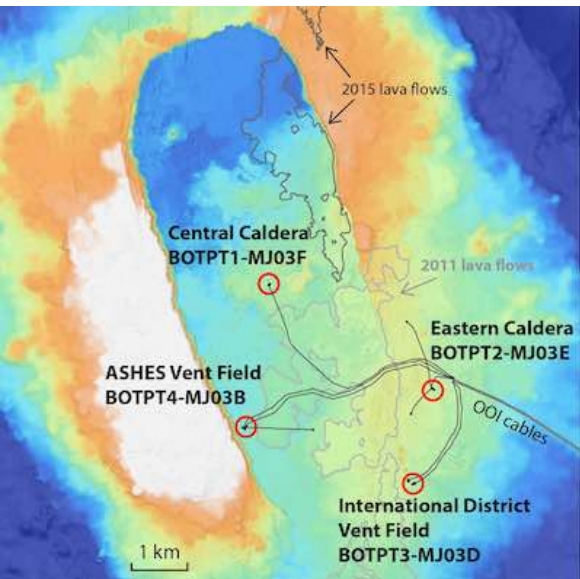 2015 lava flows
Central Caldera
BOTPT1-MJ03F
2011 lava flows
Eastern Caldera
BOTPT2-MJ03E
ASHES Vent Field
BOTPT4-MJ03B
OOI cables
International District
Vent Field
BOTPT3-MJ03D
1 km